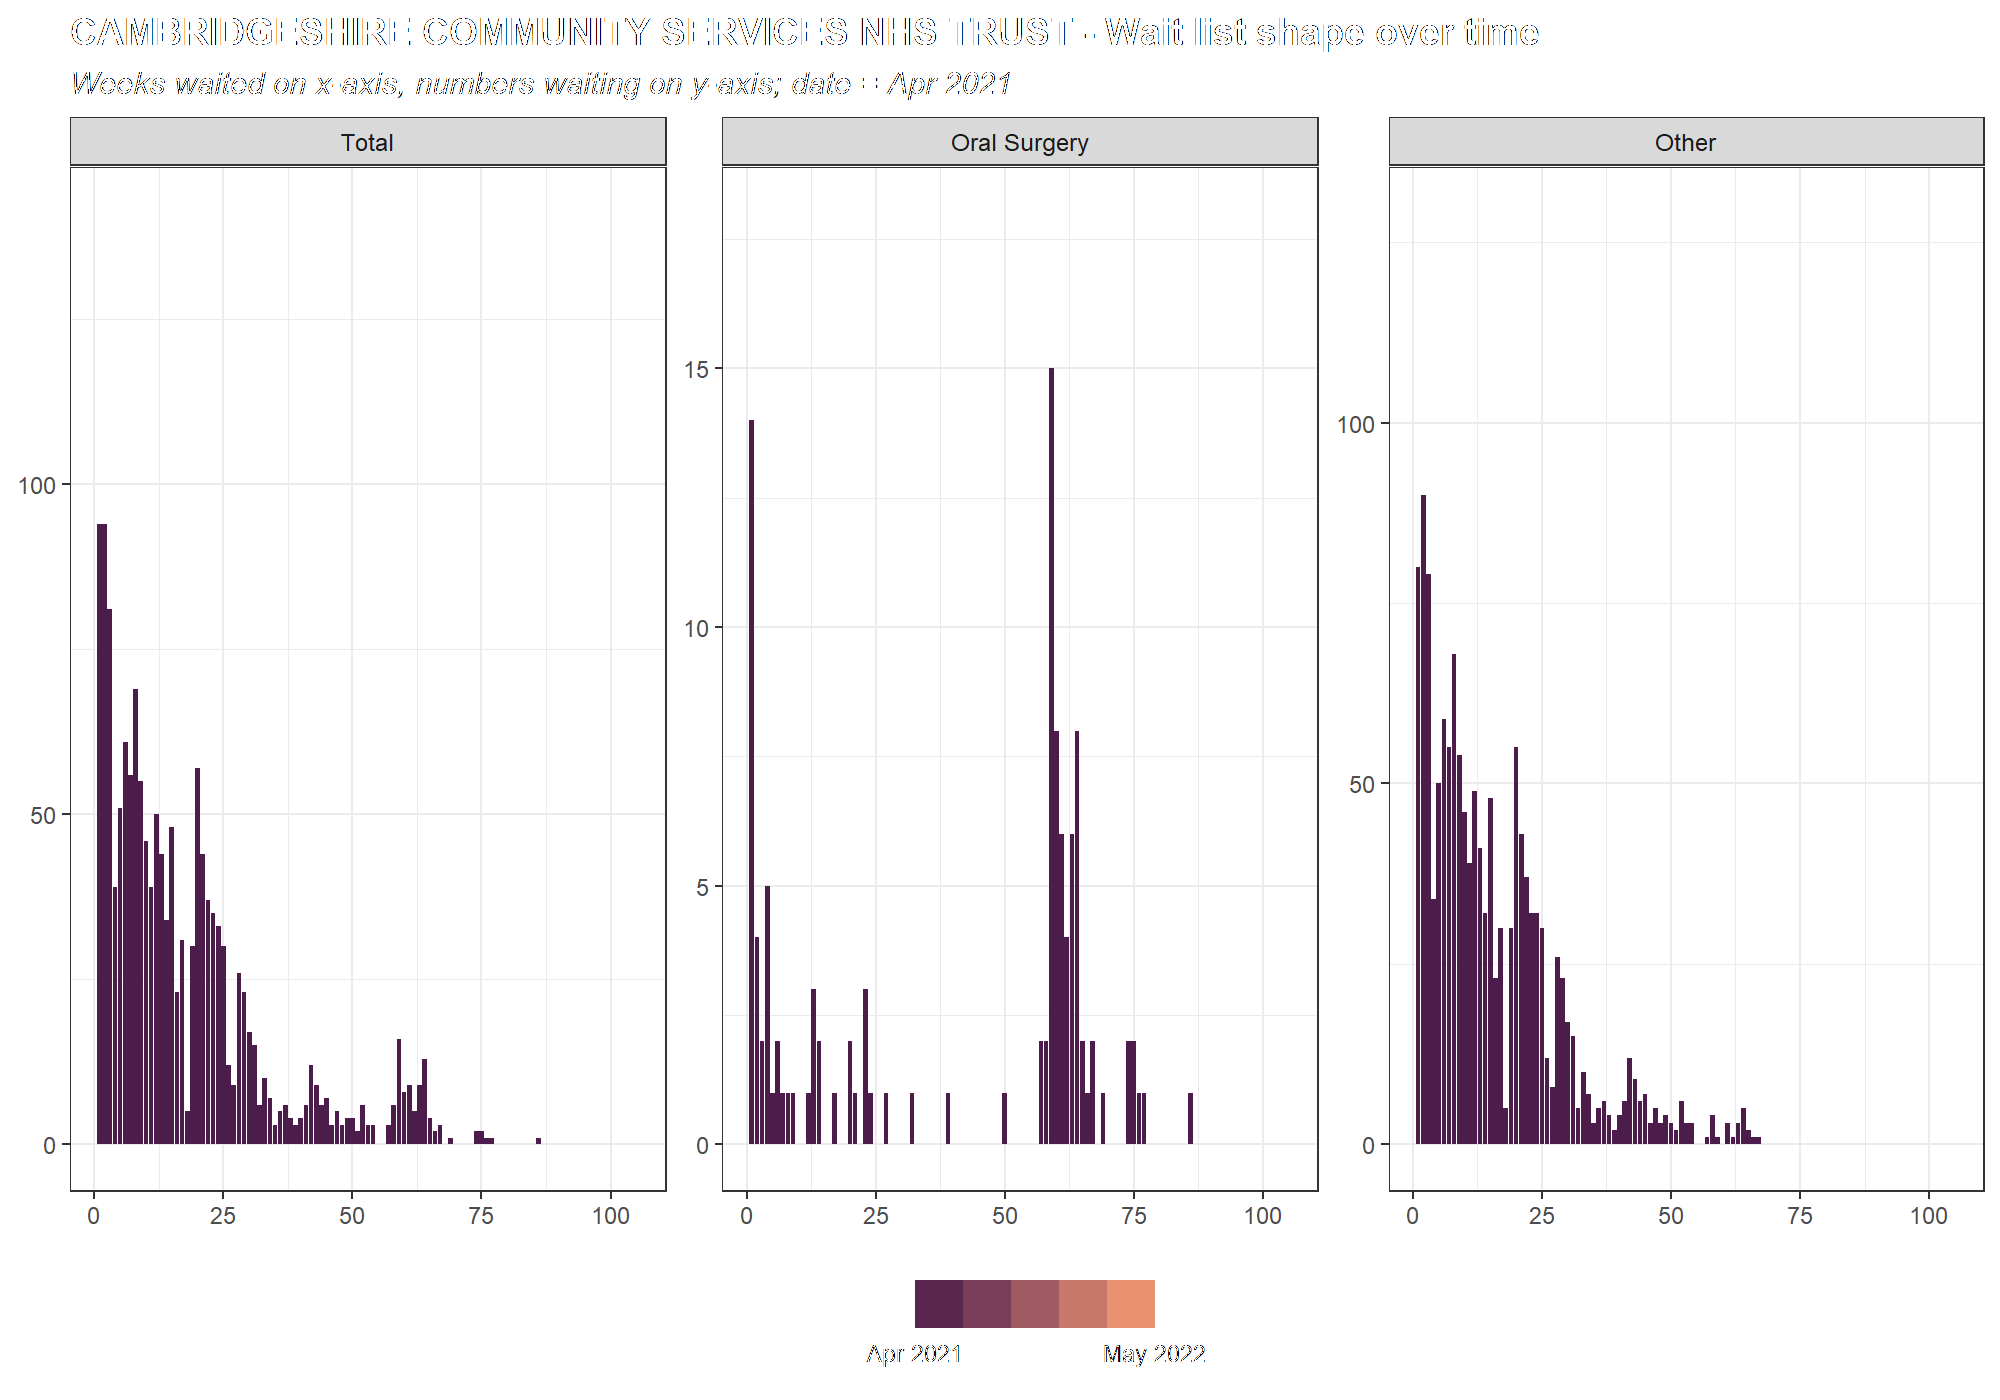 CAMBRIDGESHIRE COMMUNITY SERVICES NHS TRUST - Wait list shape over time
Weeks waited on x-axis, numbers waiting on y-axis; date = Apr 2021
Total
Oral Surgery
Other
100
50
0
15
10
5
0
100
50
0
0 25 50 75 100
0 25 50 75 100
0 25 50 75 100
Apr 2021
May 2022